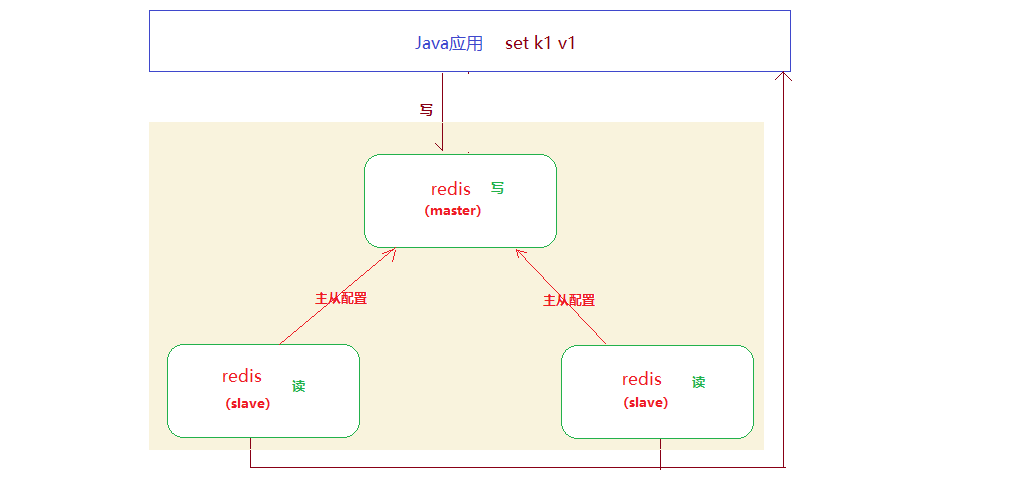 Java应用 set k1 v1
写
redis 写
(master)
主从配置 主从配置
redis 读
(slave)
redis 读
(slave)